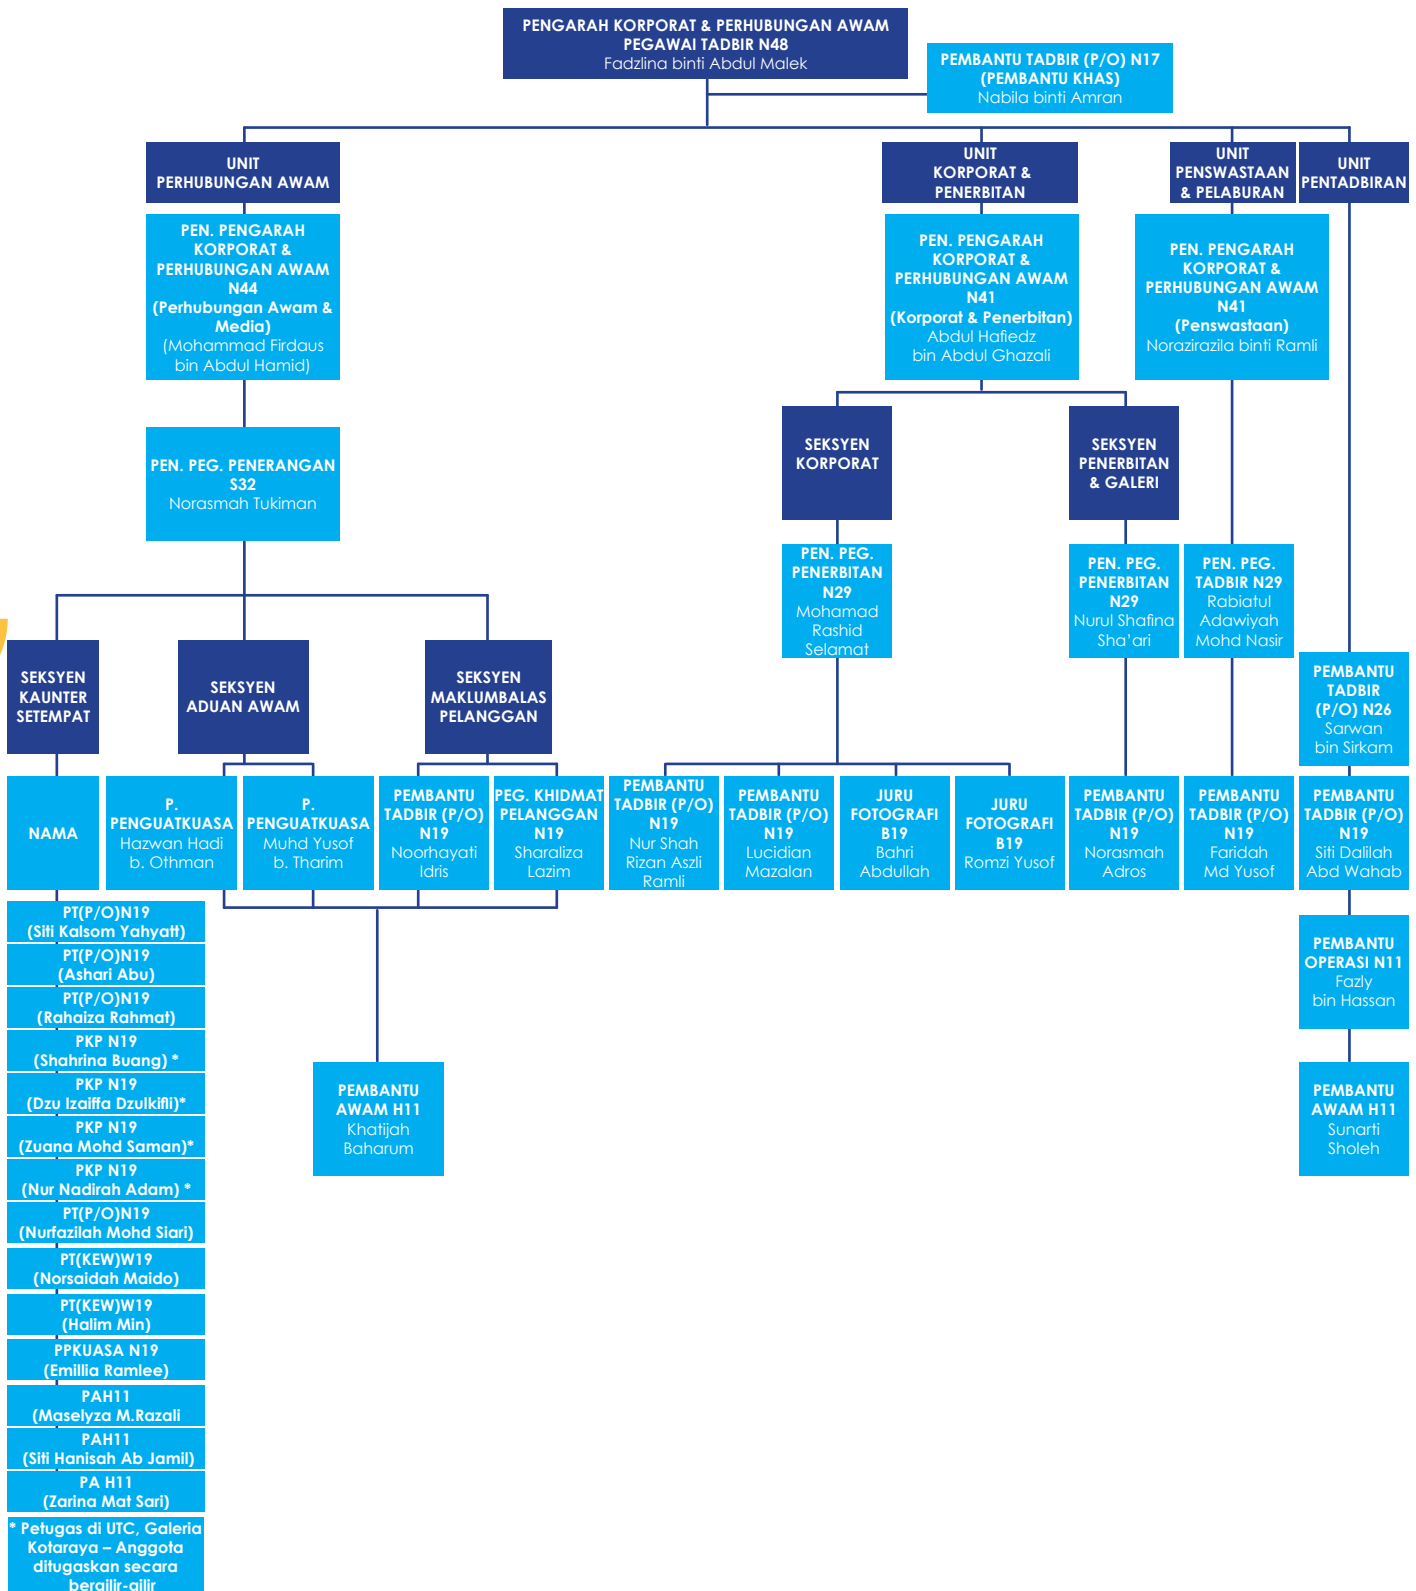 PENGARAH KORPORAT & PERHUBUNGAN AWAM
PEGAWAI TADBIR N48
Fadzlina binti Abdul Malek
PEMBANTU TADBIR (P/O) N17
(PEMBANTU KHAS)
Nabila binti Amran
UNIT
PERHUBUNGAN AWAM
UNIT
KORPORAT &
PENERBITAN
UNIT
PENSWASTAAN
& PELABURAN
UNIT
PENTADBIRAN
PEN. PENGARAH
KORPORAT &
PERHUBUNGAN AWAM
N44
(Perhubungan Awam &
Media)
(Mohammad Firdaus
bin Abdul Hamid)
PEN. PENGARAH
KORPORAT &
PERHUBUNGAN AWAM
N41
(Korporat & Penerbitan)
Abdul Hafiedz
bin Abdul Ghazali
PEN. PENGARAH
KORPORAT &
PERHUBUNGAN AWAM
N41
(Penswastaan)
Norazirazila binti Ramli
PEN. PEG. PENERANGAN
S32
Norasmah Tukiman
SEKSYEN
KORPORAT
SEKSYEN
PENERBITAN
& GALERI
PEN. PEG.
PENERBITAN
N29
Mohamad
Rashid
Selamat
PEN. PEG.
PENERBITAN
N29
Nurul Shafina
Sha'ari
PEN. PEG.
TADBIR N29
Rabiatul
Adawiyah
Mohd Nasir
SEKSYEN
KAUNTER
SETEMPAT
SEKSYEN
ADUAN AWAM
SEKSYEN
MAKLUMBALAS
PELANGGAN
PEMBANTU
TADBIR
(P/O) N26
Sarwan
bin Sirkam
NAMA
P.
PENGUATKUASA
Hazwan Hadi
b. Othman
P.
PENGUATKUASA
Muhd Yusof
b. Tharim
PEMBANTU
TADBIR (P/O)
N19
Noorhayati
Idris
PEG. KHIDMAT
PELANGGAN
N19
Sharaliza
Lazim
PEMBANTU
TADBIR (P/O)
N19
Nur Shah
Rizan Aszli
Ramli
PEMBANTU
TADBIR (P/O)
N19
Lucidian
Mazalan
JURU
FOTOGRAFI
B19
Bahri
Abdullah
JURU
FOTOGRAFI
B19
Romzi Yusof
PEMBANTU
TADBIR (P/O)
N19
Norasmah
Adros
PEMBANTU
TADBIR (P/O)
N19
Faridah
Md Yusof
PEMBANTU
TADBIR (P/O)
N19
Siti Dalilah
Abd Wahab
PT(P/O)N19
(Siti Kalsom Yahyatt)
PT(P/O)N19
(Ashari Abu)
PT(P/O)N19
(Rahaiza Rahmat)
PKP N19
(Shahrina Buang) *
PKP N19
(Dzu Izaiffa Dzulkifli)*
PKP N19
(Zuana Mohd Saman)*
PKP N19
(Nur Nadirah Adam) *
PT(P/O)N19
(Nurfazilah Mohd Siari)
PT(KEW)W19
(Norsaidah Maido)
PT(KEW)W19
(Halim Min)
PPKUASA N19
(Emillia Ramlee)
PAH11
(Maselyza M.Razali
PAH11
(Siti Hanisah Ab Jamil)
PA H11
(Zarina Mat Sari)
* Petugas di UTC, Galeria
Kotaraya – Anggota
ditugaskan secara
bergilir-gilir
PEMBANTU
AWAM H11
Khatijah
Baharum
PEMBANTU
OPERASI N11
Fazly
bin Hassan
PEMBANTU
AWAM H11
Sunarti
Sholeh